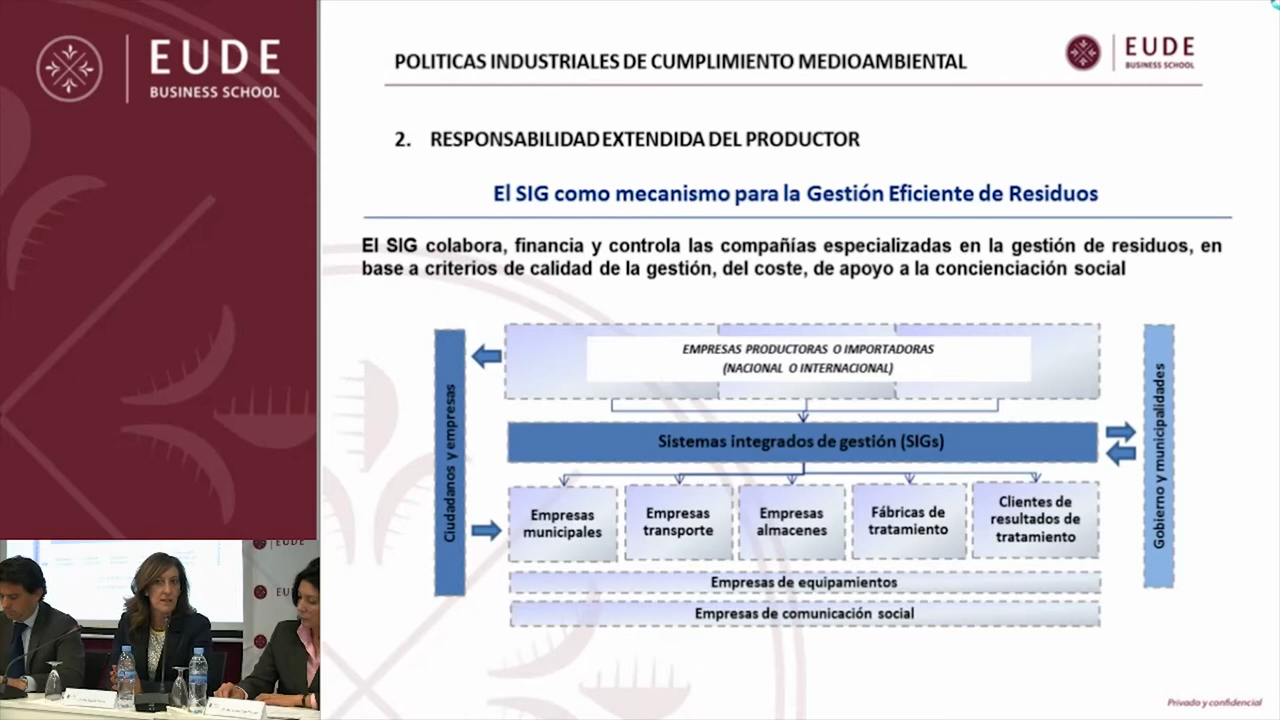 EUDE
BUSINESS SCHOOL
POLITICAS INDUSTRIALES DE CUMPLIMIENTO MEDIOAMBIENTAL
EUDE
BUSINESS SCHOOL
2. RESPONSABILIDAD EXTENDIDA DEL PRODUCTOR
El SIG como mecanismo para la Gestión Eficiente de Residuos
El SIG colabora, financia y controla las compañías especializadas en la gestión de residuos, en
base a criterios de calidad de la gestión, del coste, de apoyo a la concienciación social
Ciudadanos y empresas
EMPRESAS PRODUCTORAS O IMPORTADORAS
(NACIONAL O INTERNACIONAL)
Sistemas integrados de gestión (SIGs)
Empresas
municipales
Empresas
transporte
Empresas
almacenes
Fábricas de
tratamiento
Clientes de
resultados de
tratamiento
Empresas de equipamientos
Empresas de comunicación social
Gobierno y municipalidades
Privado y confidencial
EUDE